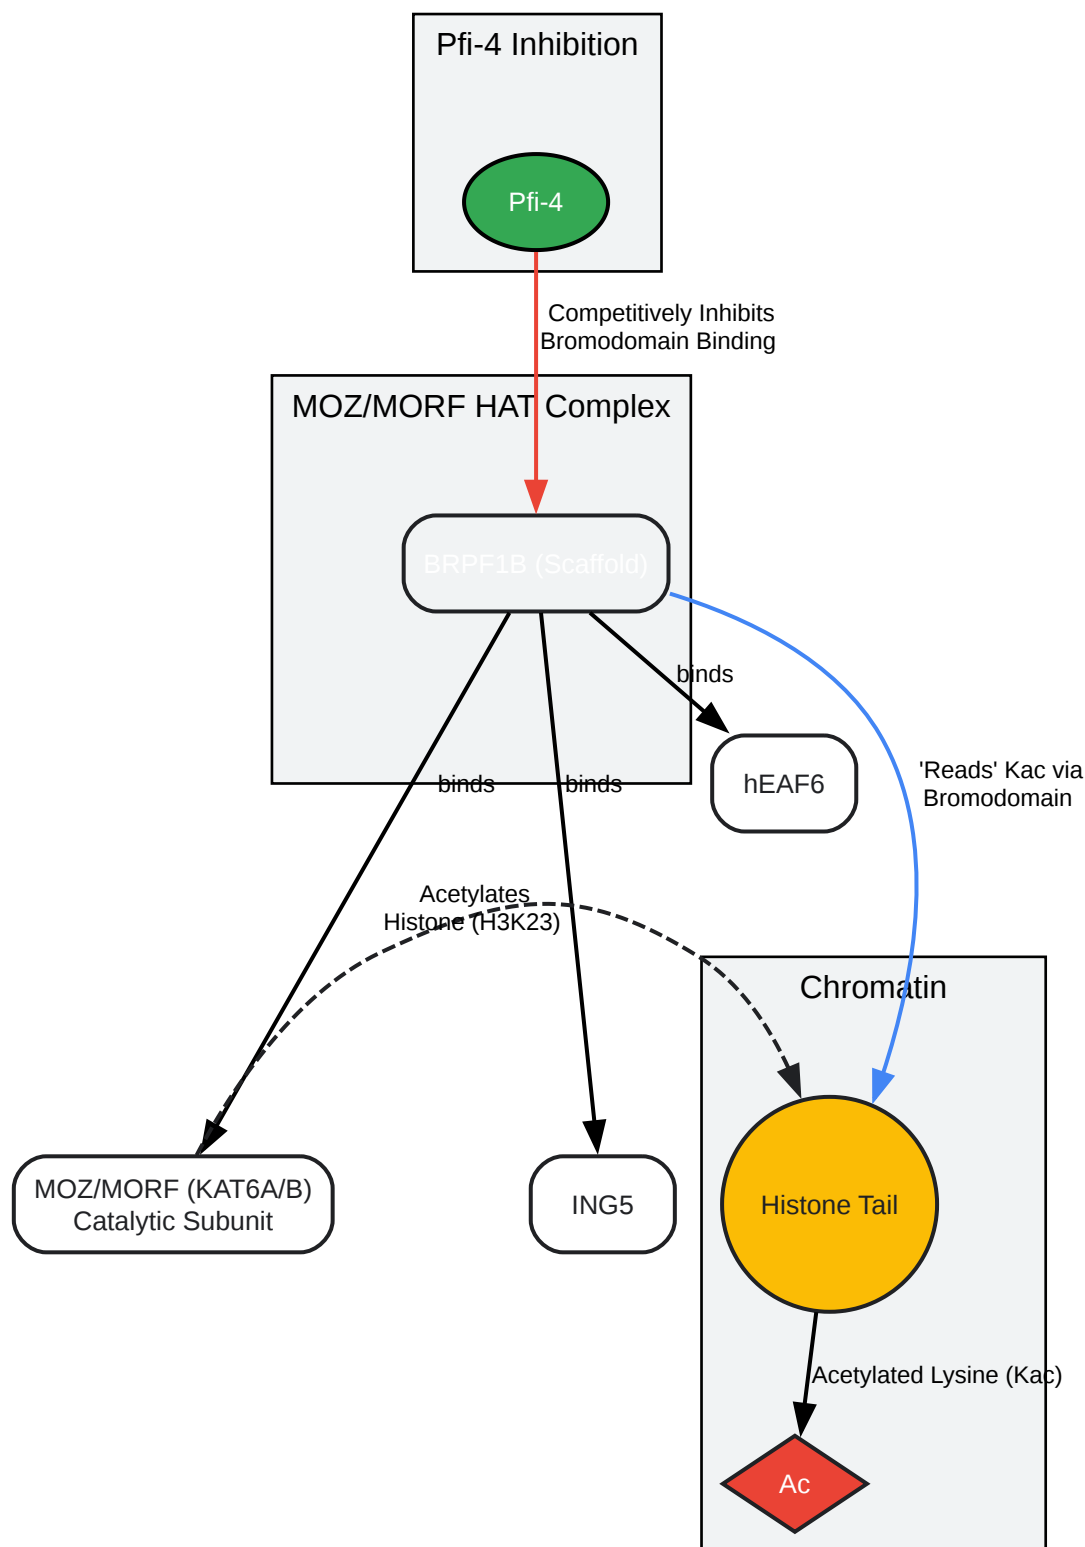 Pfi-4 Inhibition
Pfi-4
Competitively Inhibits
Bromodomain Binding
MOZ/MORF HAT Complex
BRPF1B (Scaffold)
binds
hEAF6
'Reads' Kac via
Bromodomain
binds
binds
Acetylates
Histone (H3K23)
Chromatin
MOZ/MORF (KAT6A/B)
Catalytic Subunit
ING5
Histone Tail
Acetylated Lysine (Kac)
Ac